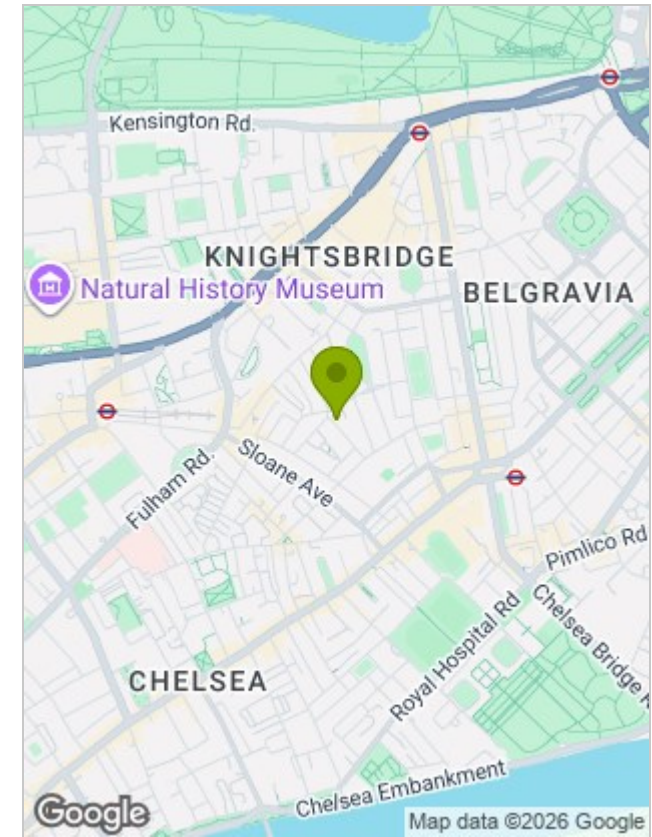 Kensington Rd.
KNIGHTSBRIDGE
Natural History Museum
BELGRAVIA
Sloane Ave
Fulham Rd.
Pimlico Rd
Royal Hospital Rd
Chelsea Bridge R
CHELSEA
Chelsea Embankment
Google
Map data ©2026 Google